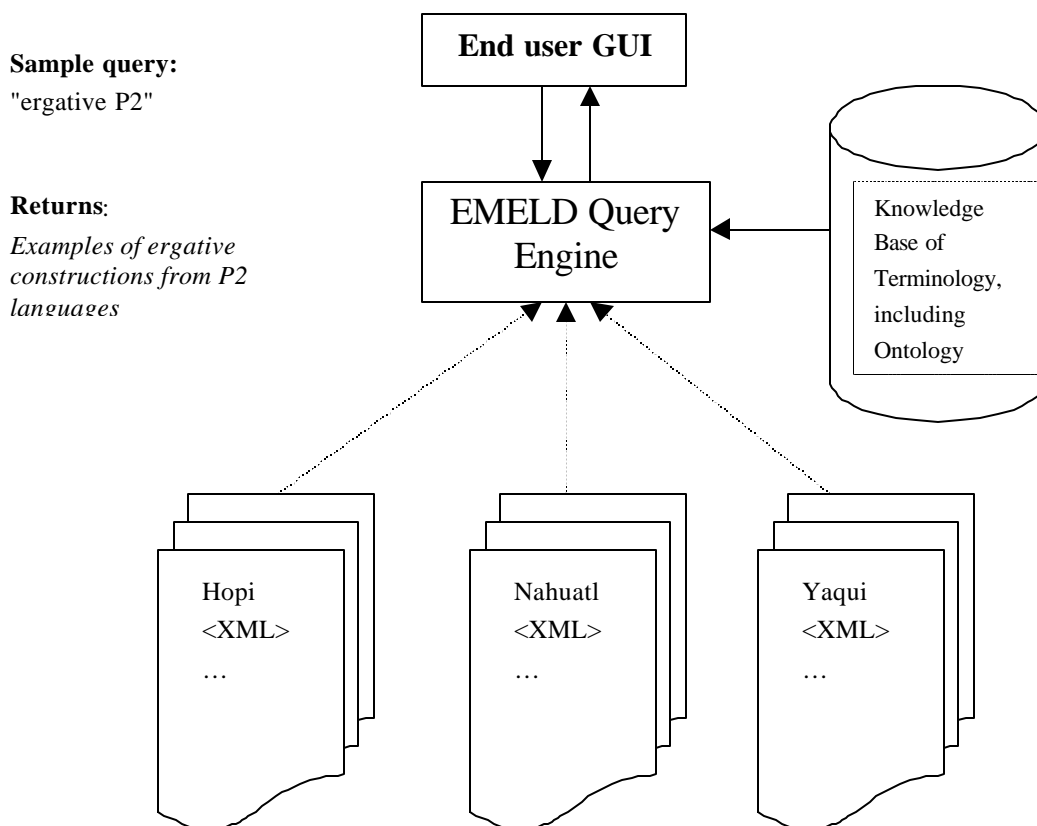 End user GUI
Sample query:
"ergative P2"
Returns:
Examples of ergative
constructions from P2
languages
EMELD Query
Engine
Knowledge
Base of
Terminology,
including
Ontology
Hopi
<XML>
…
Nahuatl
<XML>
…
Yaqui
<XML>
…